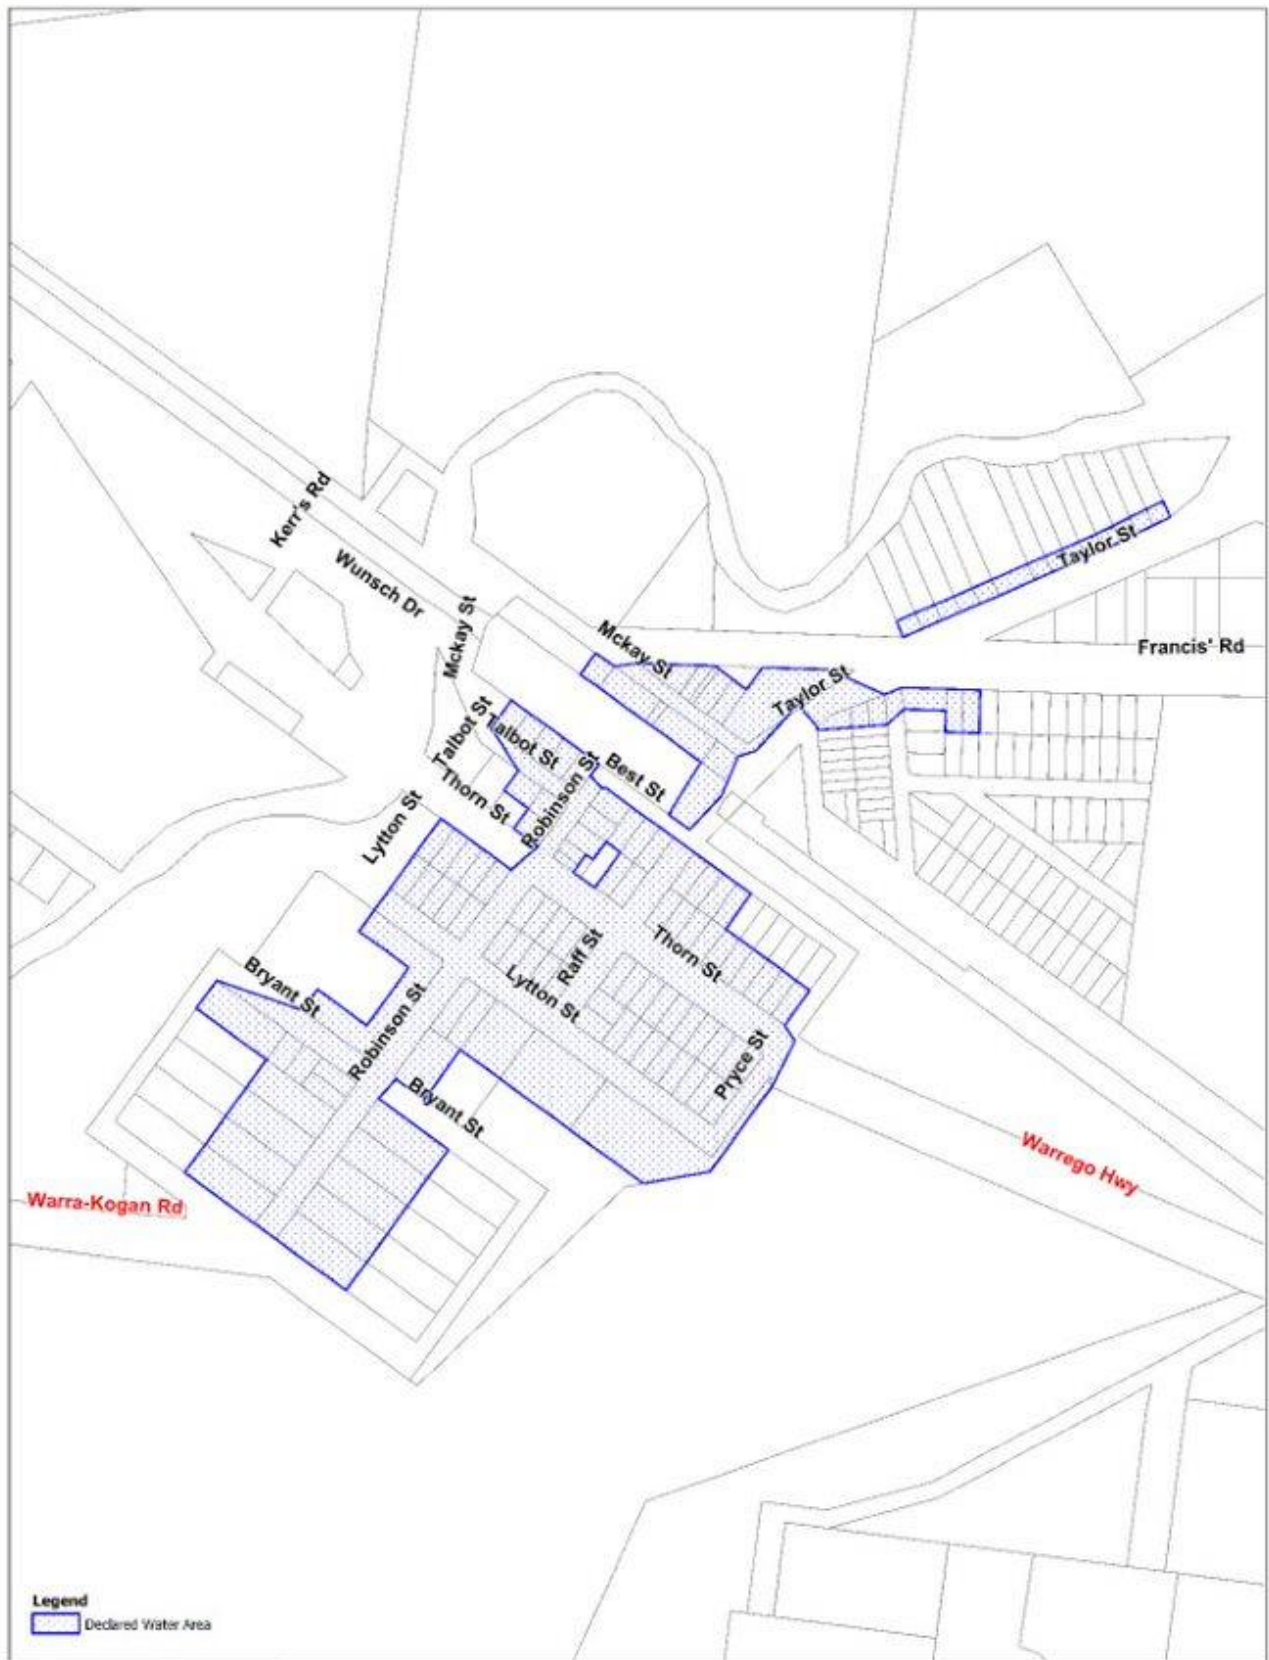 Kerr's Rd
Wunsch Dr
Taylor St
Mckay St
Mckay St
Francis' Rd
Taylor St
Talbot St
Talbot St
Best St
Robinson St
Thorn St
Lytton St
Thorn St
Raff St
Lytton St
Bryant St
Robinson St
Pryce St
Bryant St
Warrego Hwy
Warra-Kogan Rd
Legend
Declared Water Area